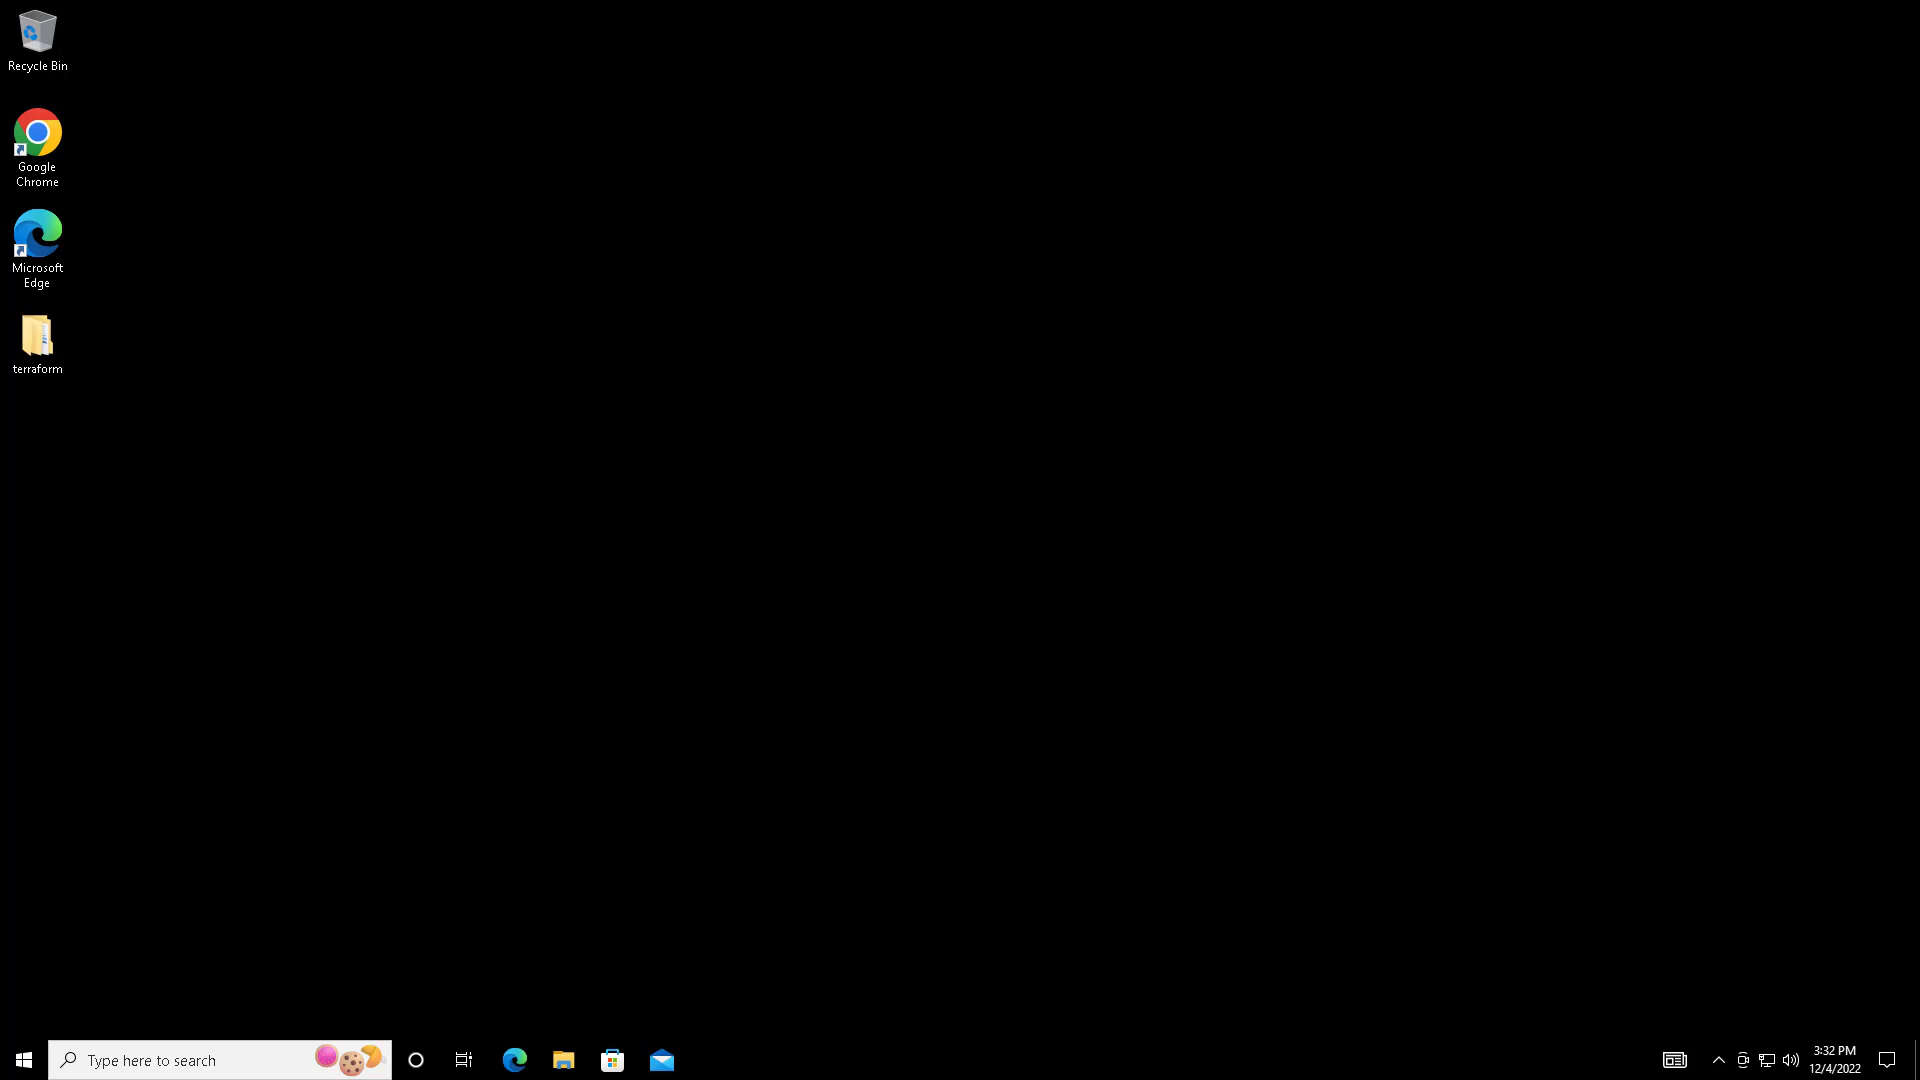 Recycle Bin
Google
Chrome
Microsoft
Edge
terraform
Type here to search
3:32 PM
12/4/2022